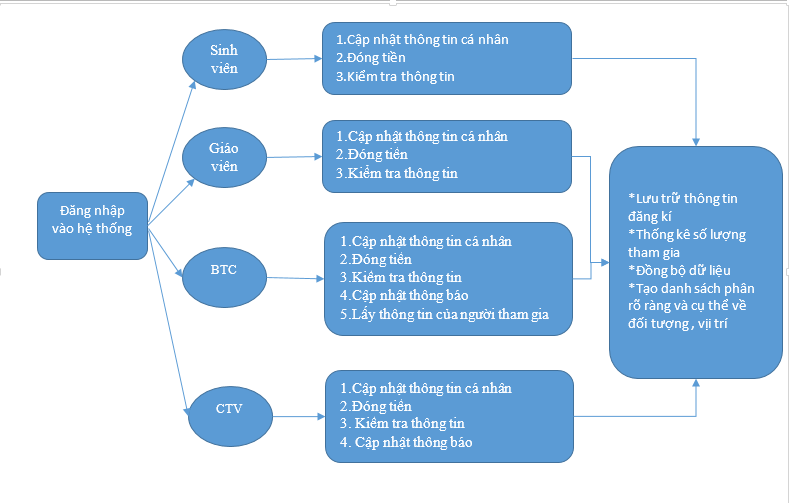 Đăng nhập
vào hệ thống
Sinh
viên
1.Cập nhật thông tin cá nhân
2.Đóng tiền
3.Kiểm tra thông tin
Giáo
viên
1.Cập nhật thông tin cá nhân
2.Đóng tiền
3.Kiểm tra thông tin
BTC
1.Cập nhật thông tin cá nhân
2.Đóng tiền
3.Kiểm tra thông tin
4.Cập nhật thông báo
5.Lấy thông tin của người tham gia
CTV
1.Cập nhật thông tin cá nhân
2.Đóng tiền
3. Kiểm tra thông tin
4. Cập nhật thông báo
*Lưu trữ thông tin
đăng kí
*Thống kê số lượng
tham gia
*Đồng bộ dữ liệu
*Tạo danh sách phân
rõ ràng và cụ thể về
đối tượng , vị trí